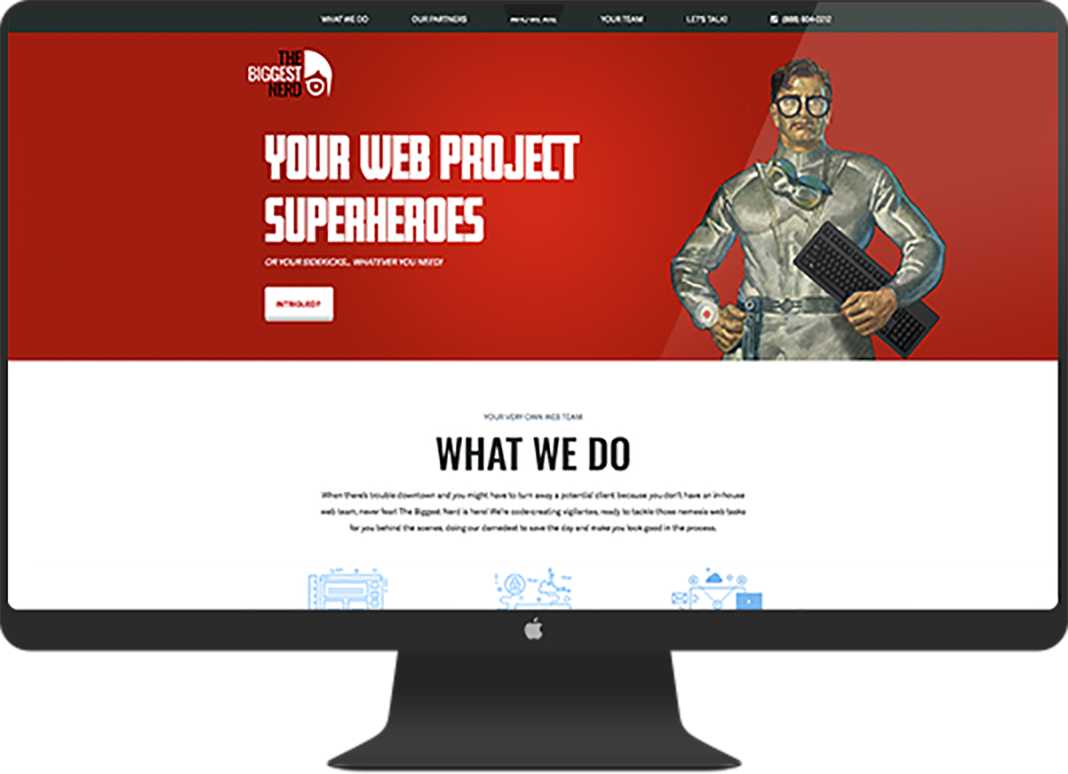 WHAT WE DO OUR PARTNERS YOUR TEAM LET'S TALK!
THE
BIGGEST
NERD
YOUR WEB PROJECT
SUPERHEROES
OR YOUR SIDEKICKS... WHATEVER YOU NEED!
INTRIGUED?
YOUR VERY OWN WEB TEAM
WHAT WE DO
When there's trouble downtown and you might have to turn away a potential client because you don't have an in-house
web team, never fear! The Biggest Nerd is here! We're code-creating vigilantes, ready to tackle those nemesis web tasks
for you behind the scenes, doing our darnedest to save the day and make you look good in the process.